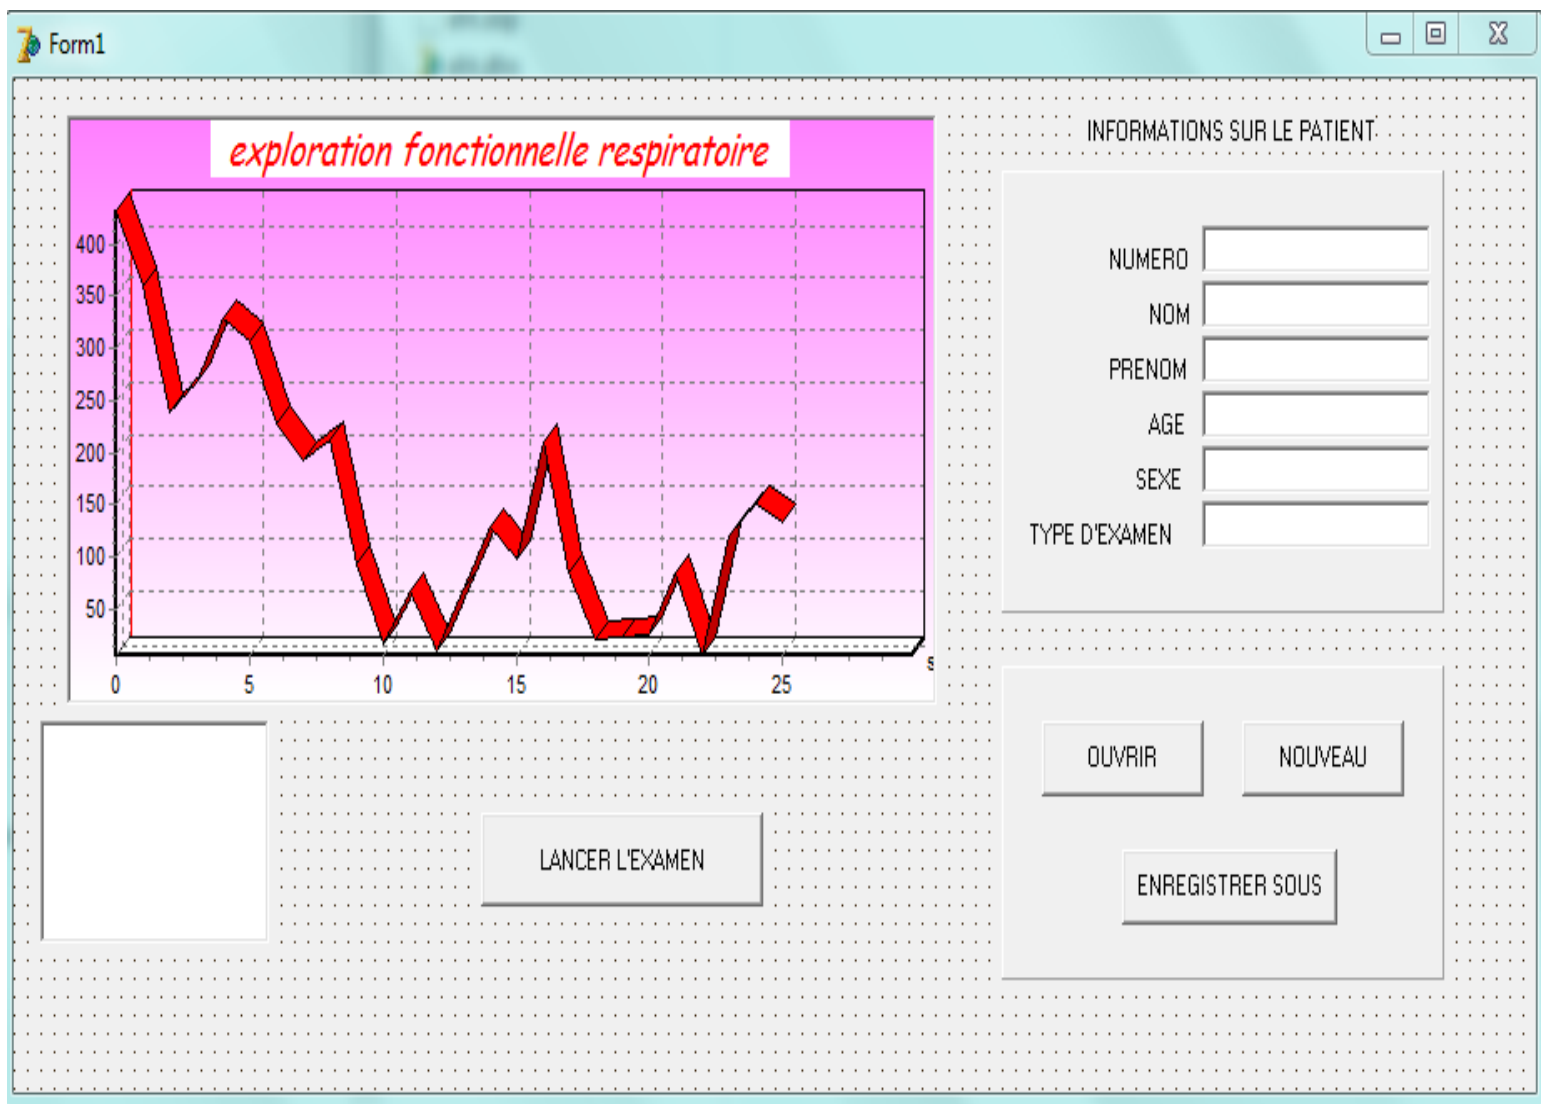 Form1
exploration fonctionnelle respiratoire
400
350
300
250
200
150
100
50
0 5 10 15 20 25
s
INFORMATIONS SUR LE PATIENT
NUMERO
NOM
PRENOM
AGE
SEXE
TYPE D'EXAMEN
OUVRIR NOUVEAU
LANCER L'EXAMEN
ENREGISTRER SOUS